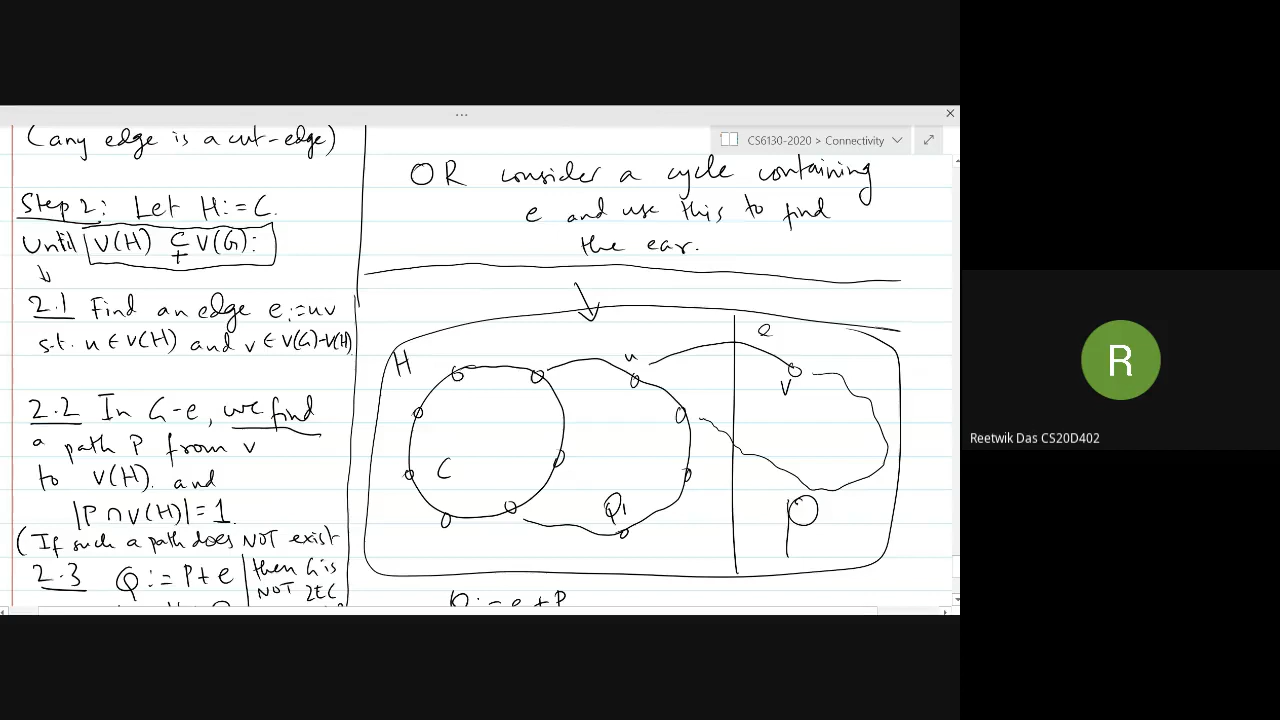 CS6130-2020 > Connectivity
(any edge is a cut-edge)
Step 2: Let H:=C.
Until V(H) ⊊ V(G):
2.1 Find an edge e:=uv
s.t. u ∈ V(H) and v ∈ V(G)-V(H)
2.2 In G-e, we find
a path P from v
to V(H). and
|P ∩ V(H)| = 1.
(If such a path does NOT exist
then G is
NOT 2EC
2.3 Q := P+e
OR consider a cycle containing
e and use this to find
the ear.
H
u
e
v
C
Q1
P
Q := e + P
R
Reetwik Das CS20D402